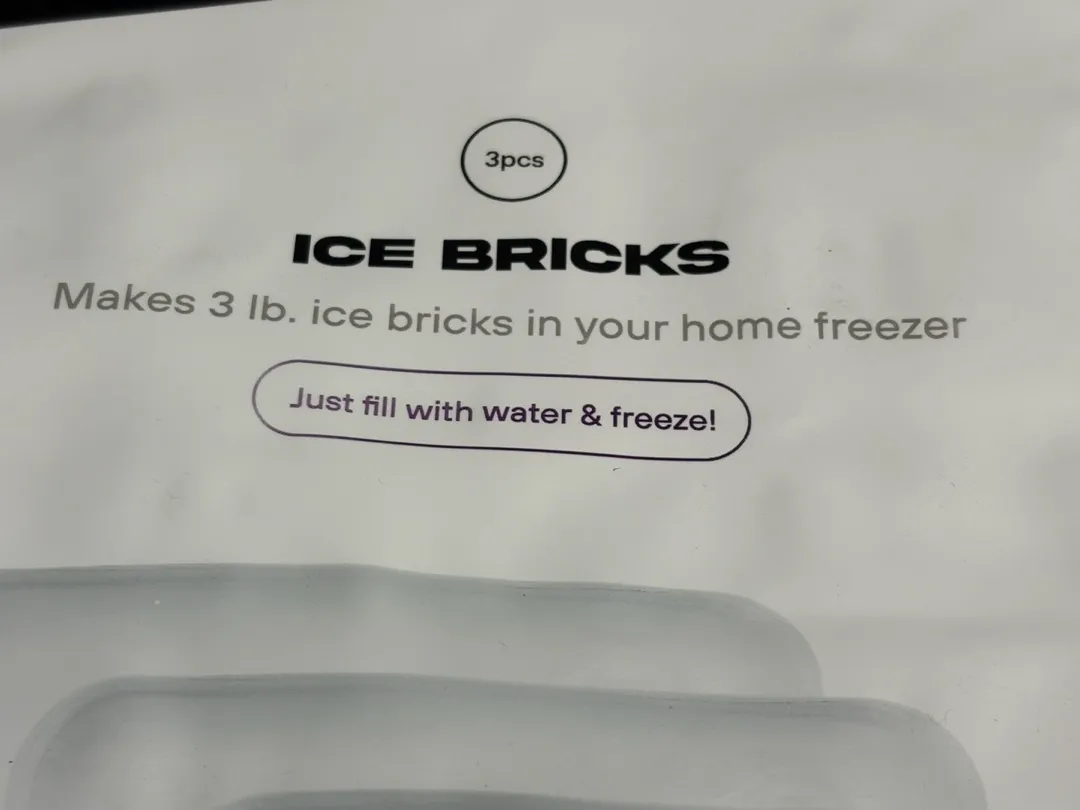 3pcs
ICE BRICKS
Makes 3 lb. ice bricks in your home freezer
Just fill with water & freeze!